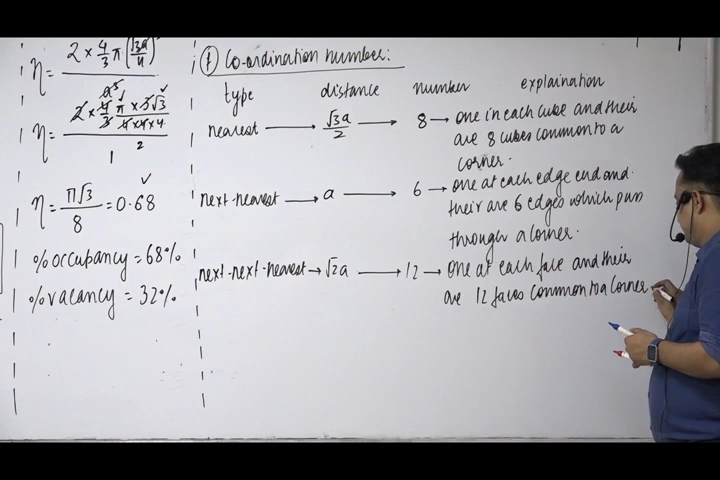 η = 2 × 4/3 π (√3a/4)³
a³
η = 2 × 4/3 π × 3√3 / 4 × 4 × 4
1 2
η = π√3/8 = 0.68
% occupancy = 68%
% vacancy = 32%
(f) Co-ordination number:
type distance number explaination
nearest → √3a/2 → 8 → one in each cube and their
are 8 cubes common to a
corner.
next-nearest → a → 6 → one at each edge end and
their are 6 edges which pass
through a corner.
next-next-nearest → √2a → 12 → one at each face and their
are 12 faces common to a corner